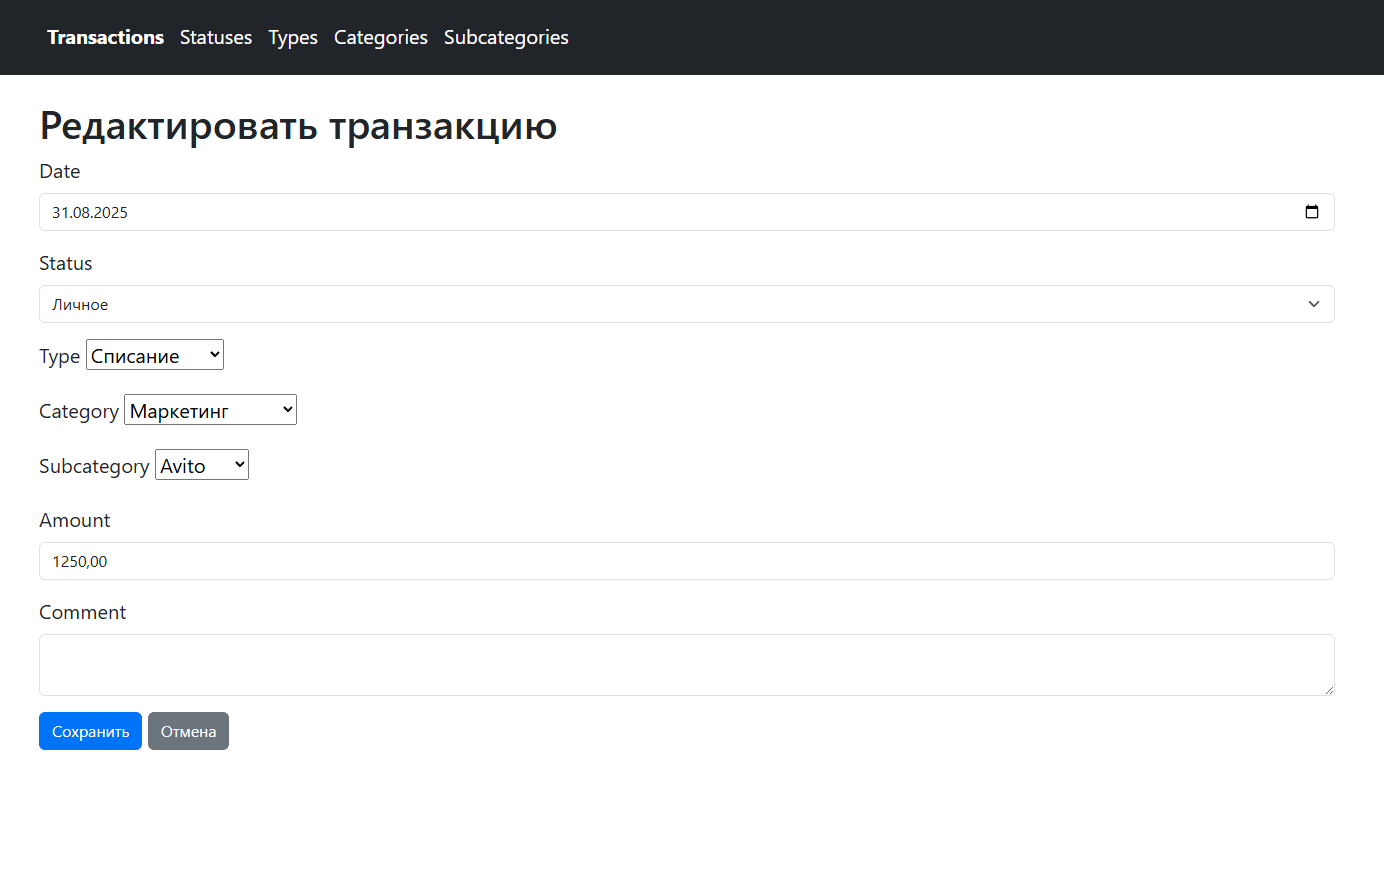 Transactions Statuses Types Categories Subcategories
Редактировать транзакцию
Date
31.08.2025
Status
Личное
Type Списание
Category Маркетинг
Subcategory Avito
Amount
1250,00
Comment
Сохранить Отмена